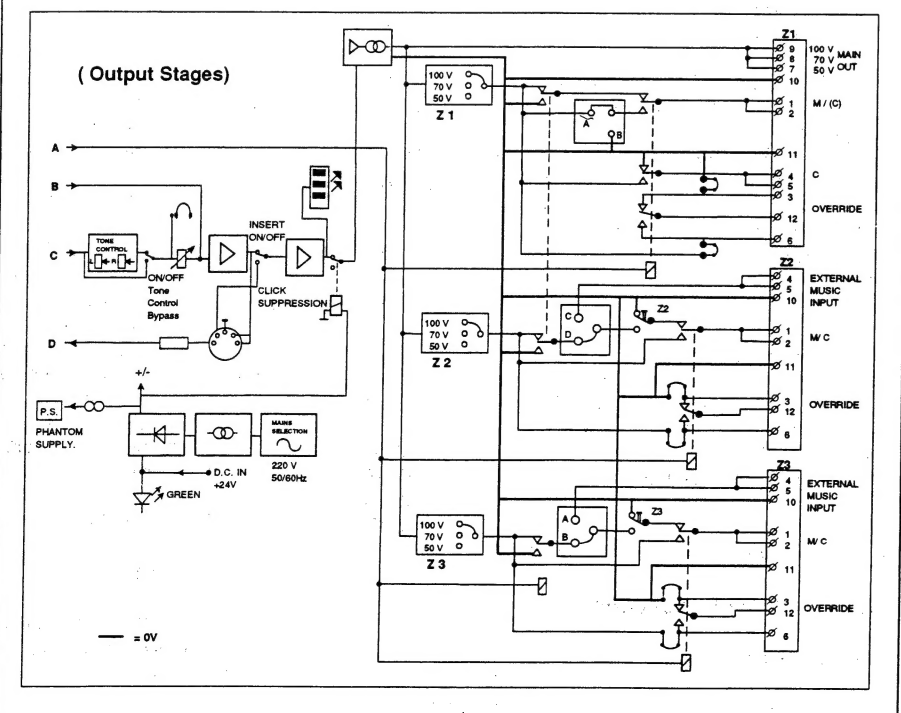 ( Output Stages)
A
B
C
D
TONE
CONTROL
L
R
ON/OFF
Tone
Control
Bypass
INSERT
ON/OFF
CLICK
SUPPRESSION
+/-
P.S.
PHANTOM
SUPPLY.
MAINS
SELECTION
220 V
50/60Hz
D.C. IN
+24V
GREEN
= 0V
100 V
70 V
50 V
Z 1
A
B
100 V
70 V
50 V
Z 2
C
D
Z2
100 V
70 V
50 V
Z 3
A
B
Z3
Z1
9
8
7
10
1
2
11
4
5
3
12
6
100 V
70 V
50 V
MAIN
OUT
M / (C)
C
OVERRIDE
Z2
4
5
10
1
2
11
3
12
6
EXTERNAL
MUSIC
INPUT
M/ C
OVERRIDE
Z3
4
5
10
1
2
11
3
12
6
EXTERNAL
MUSIC
INPUT
M/ C
OVERRIDE